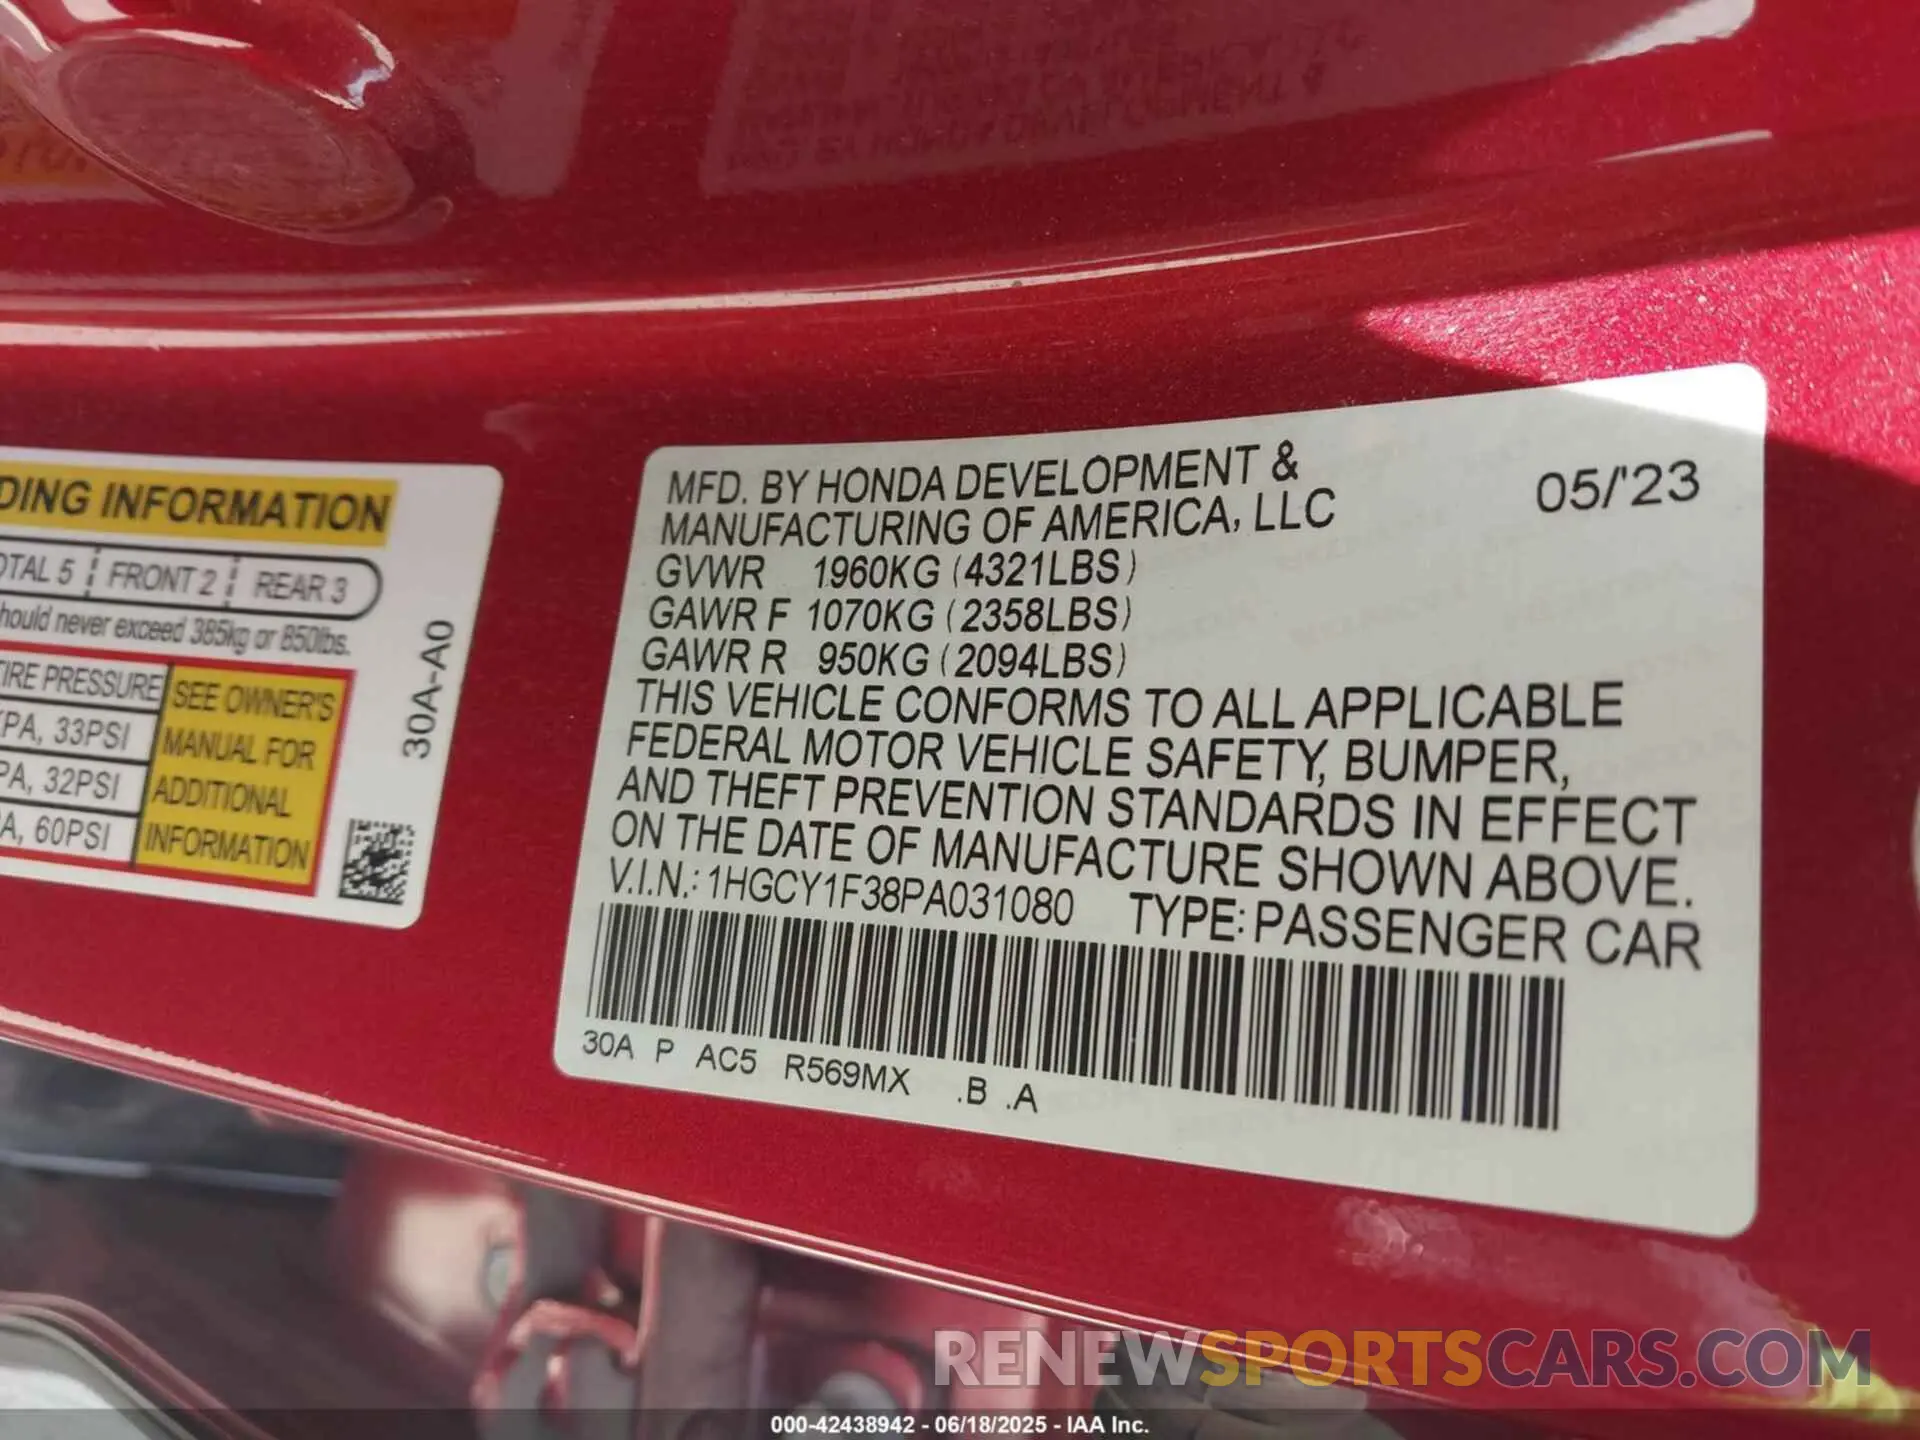 DING INFORMATION
OTAL 5 FRONT 2 REAR 3
hould never exceed 385kg or 850lbs.
TIRE PRESSURE
KPA, 33PSI
PA, 32PSI
A, 60PSI
SEE OWNER'S
MANUAL FOR
ADDITIONAL
INFORMATION
30A-A0
MFD. BY HONDA DEVELOPMENT &
MANUFACTURING OF AMERICA, LLC
05/'23
GVWR 1960KG (4321LBS)
GAWR F 1070KG (2358LBS)
GAWR R 950KG (2094LBS)
THIS VEHICLE CONFORMS TO ALL APPLICABLE
FEDERAL MOTOR VEHICLE SAFETY, BUMPER,
AND THEFT PREVENTION STANDARDS IN EFFECT
ON THE DATE OF MANUFACTURE SHOWN ABOVE.
V.I.N.: 1HGCY1F38PA031080 TYPE: PASSENGER CAR
30A P AC5 R569MX .B .A
RENEWSPORTSCARS.COM
000-42438942 - 06/18/2025 - IAA Inc.